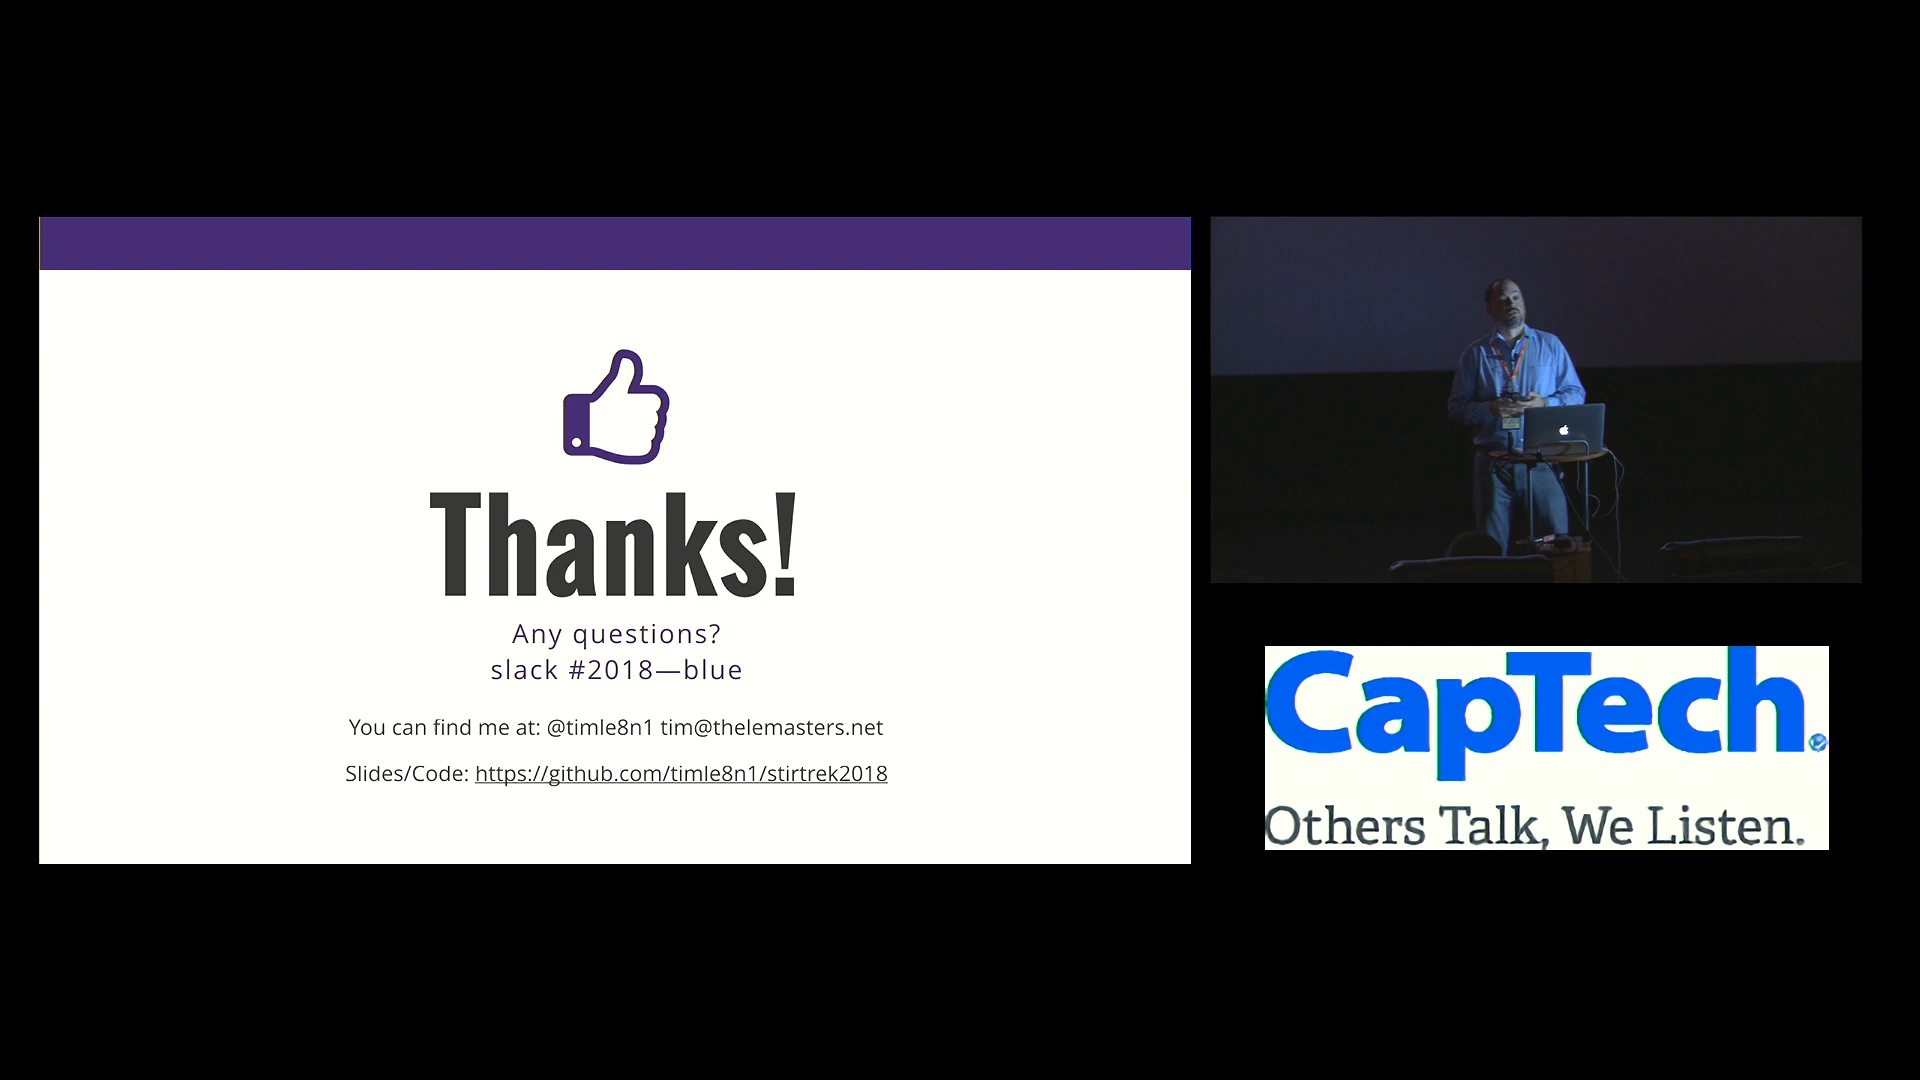 Thanks!
Any questions?
slack #2018—blue
You can find me at: @timle8n1 tim@thelemasters.net
Slides/Code: https://github.com/timle8n1/stirtrek2018
CapTech.
Others Talk, We Listen.